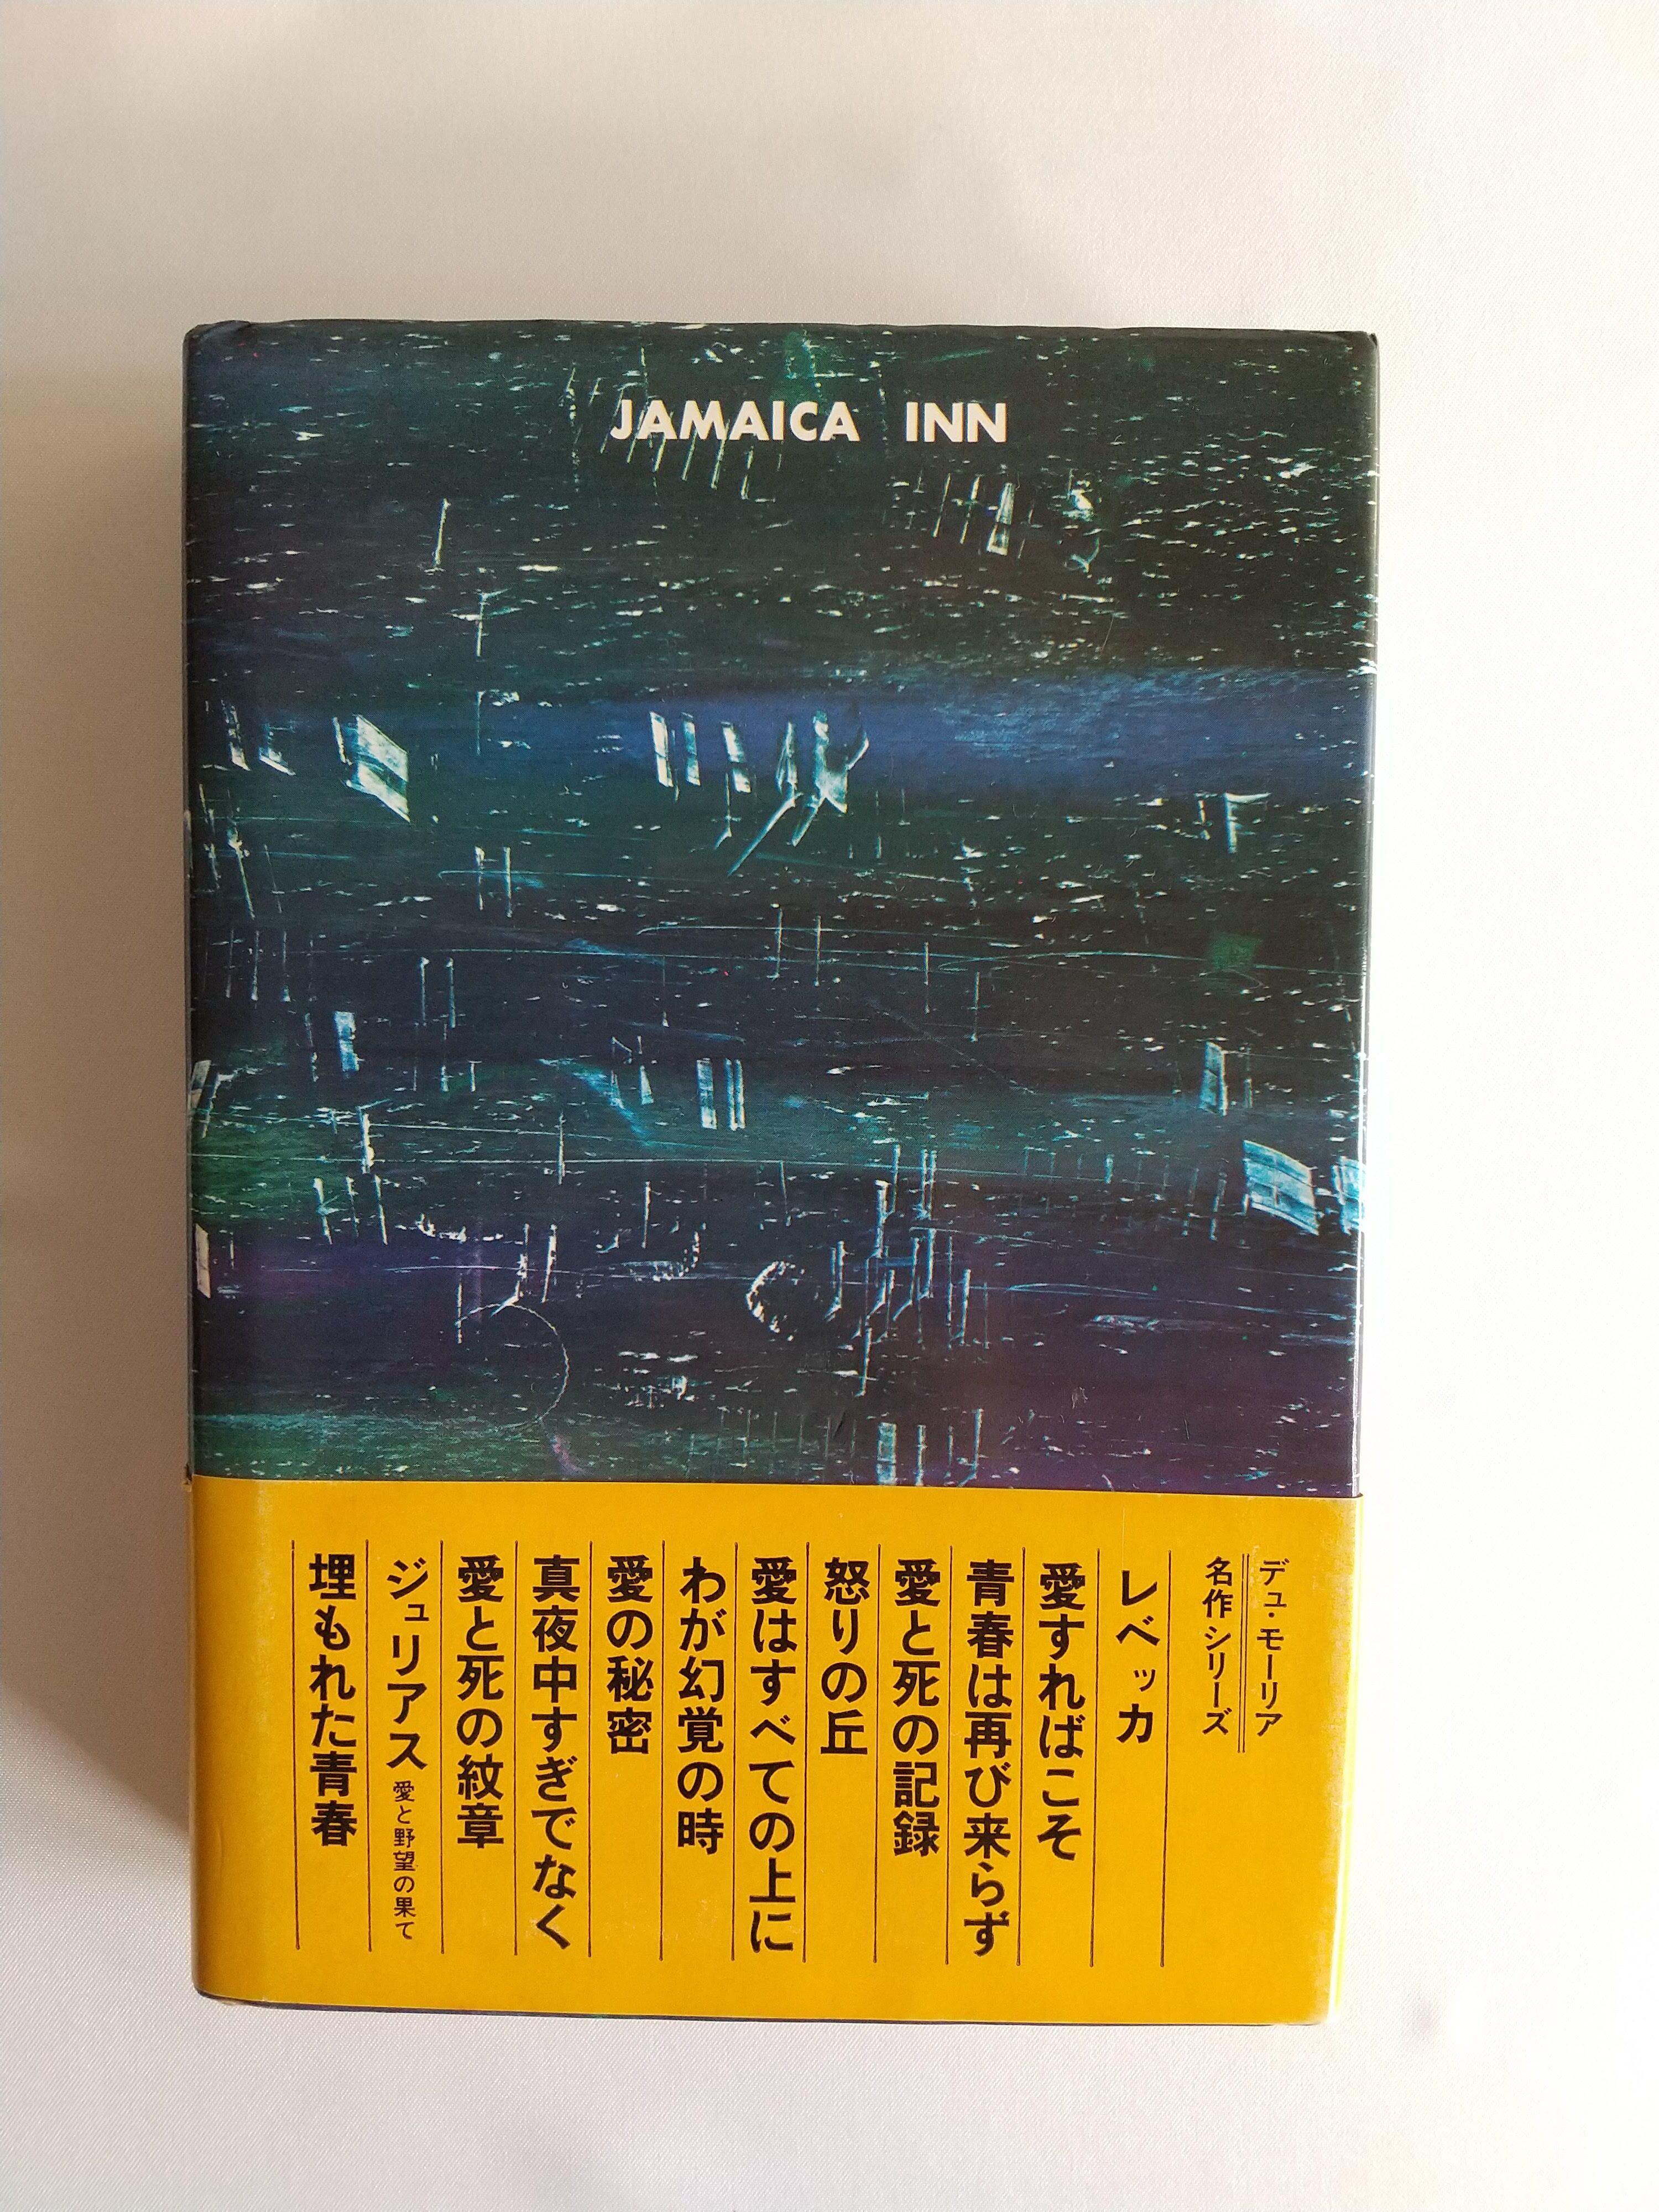 JAMAICA INN
デュ・モーリア
名作シリーズ
レベッカ
愛すればこそ
青春は再び来らず
愛と死の記録
怒りの丘
愛はすべての上に
わが幻覚の時
愛の秘密
真夜中すぎでなく
愛と死の紋章
ジュリアス 愛と野望の果て
埋もれた青春